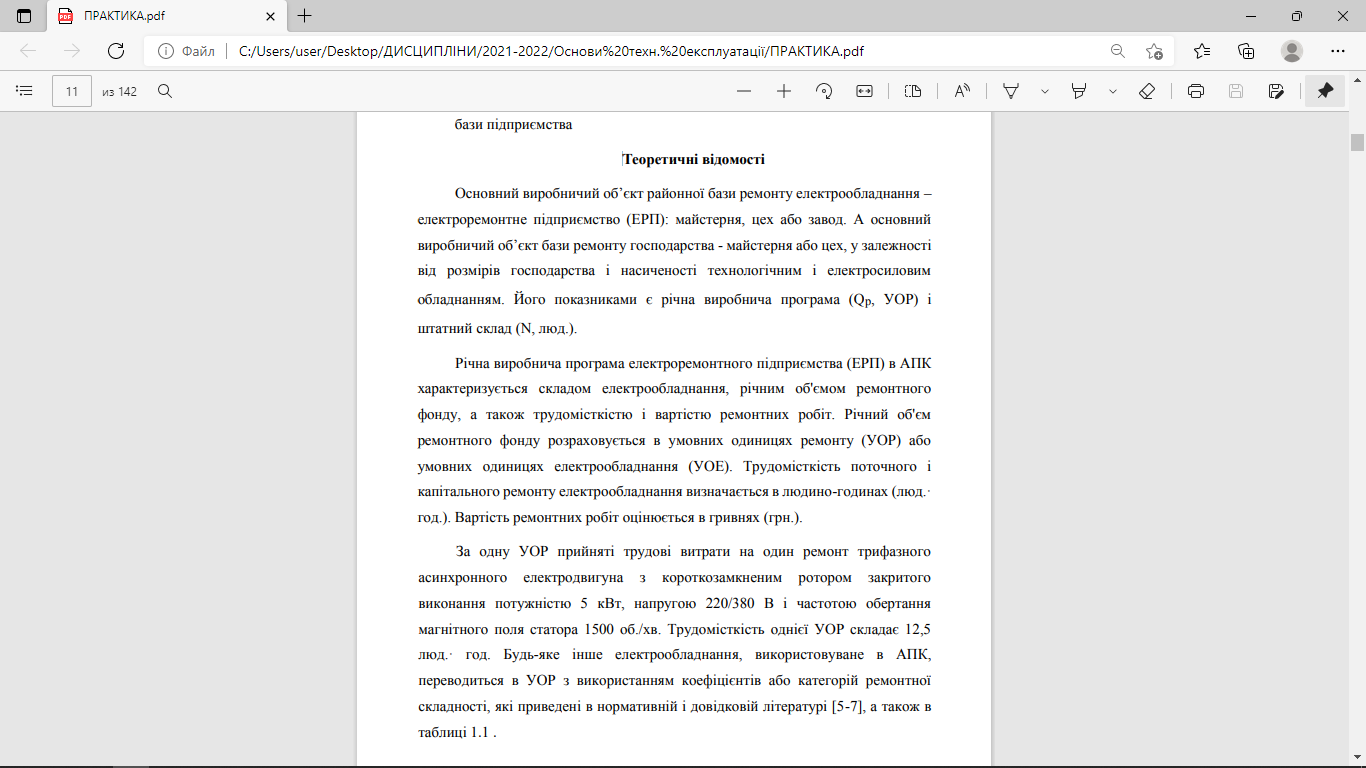 ПРАКТИКА.pdf
Файл
C:/Users/user/Desktop/ДИСЦИПЛІНИ/2021-2022/Основи%20техн.%20експлуатації/ПРАКТИКА.pdf
11 из 142
бази підприємства
Теоретичні відомості
Основний виробничий об’єкт районної бази ремонту електрообладнання –
електроремонтне підприємство (ЕРП): майстерня, цех або завод. А основний
виробничий об’єкт бази ремонту господарства - майстерня або цех, у залежності
від розмірів господарства і насиченості технологічним і електросиловим
обладнанням. Його показниками є річна виробнича програма (Qр, УОР) і
штатний склад (N, люд.).
Річна виробнича програма електроремонтного підприємства (ЕРП) в АПК
характеризується складом електрообладнання, річним об'ємом ремонтного
фонду, а також трудомісткістю і вартістю ремонтних робіт. Річний об'єм
ремонтного фонду розраховується в умовних одиницях ремонту (УОР) або
умовних одиницях електрообладнання (УОЕ). Трудомісткість поточного і
капітального ремонту електрообладнання визначається в людино-годинах (люд.·
год.). Вартість ремонтних робіт оцінюється в гривнях (грн.).
За одну УОР прийняті трудові витрати на один ремонт трифазного
асинхронного електродвигуна з короткозамкненим ротором закритого
виконання потужністю 5 кВт, напругою 220/380 В і частотою обертання
магнітного поля статора 1500 об./хв. Трудомісткість однієї УОР складає 12,5
люд.· год. Будь-яке інше електрообладнання, використовуване в АПК,
переводиться в УОР з використанням коефіцієнтів або категорій ремонтної
складності, які приведені в нормативній і довідковій літературі [5-7], а також в
таблиці 1.1 .